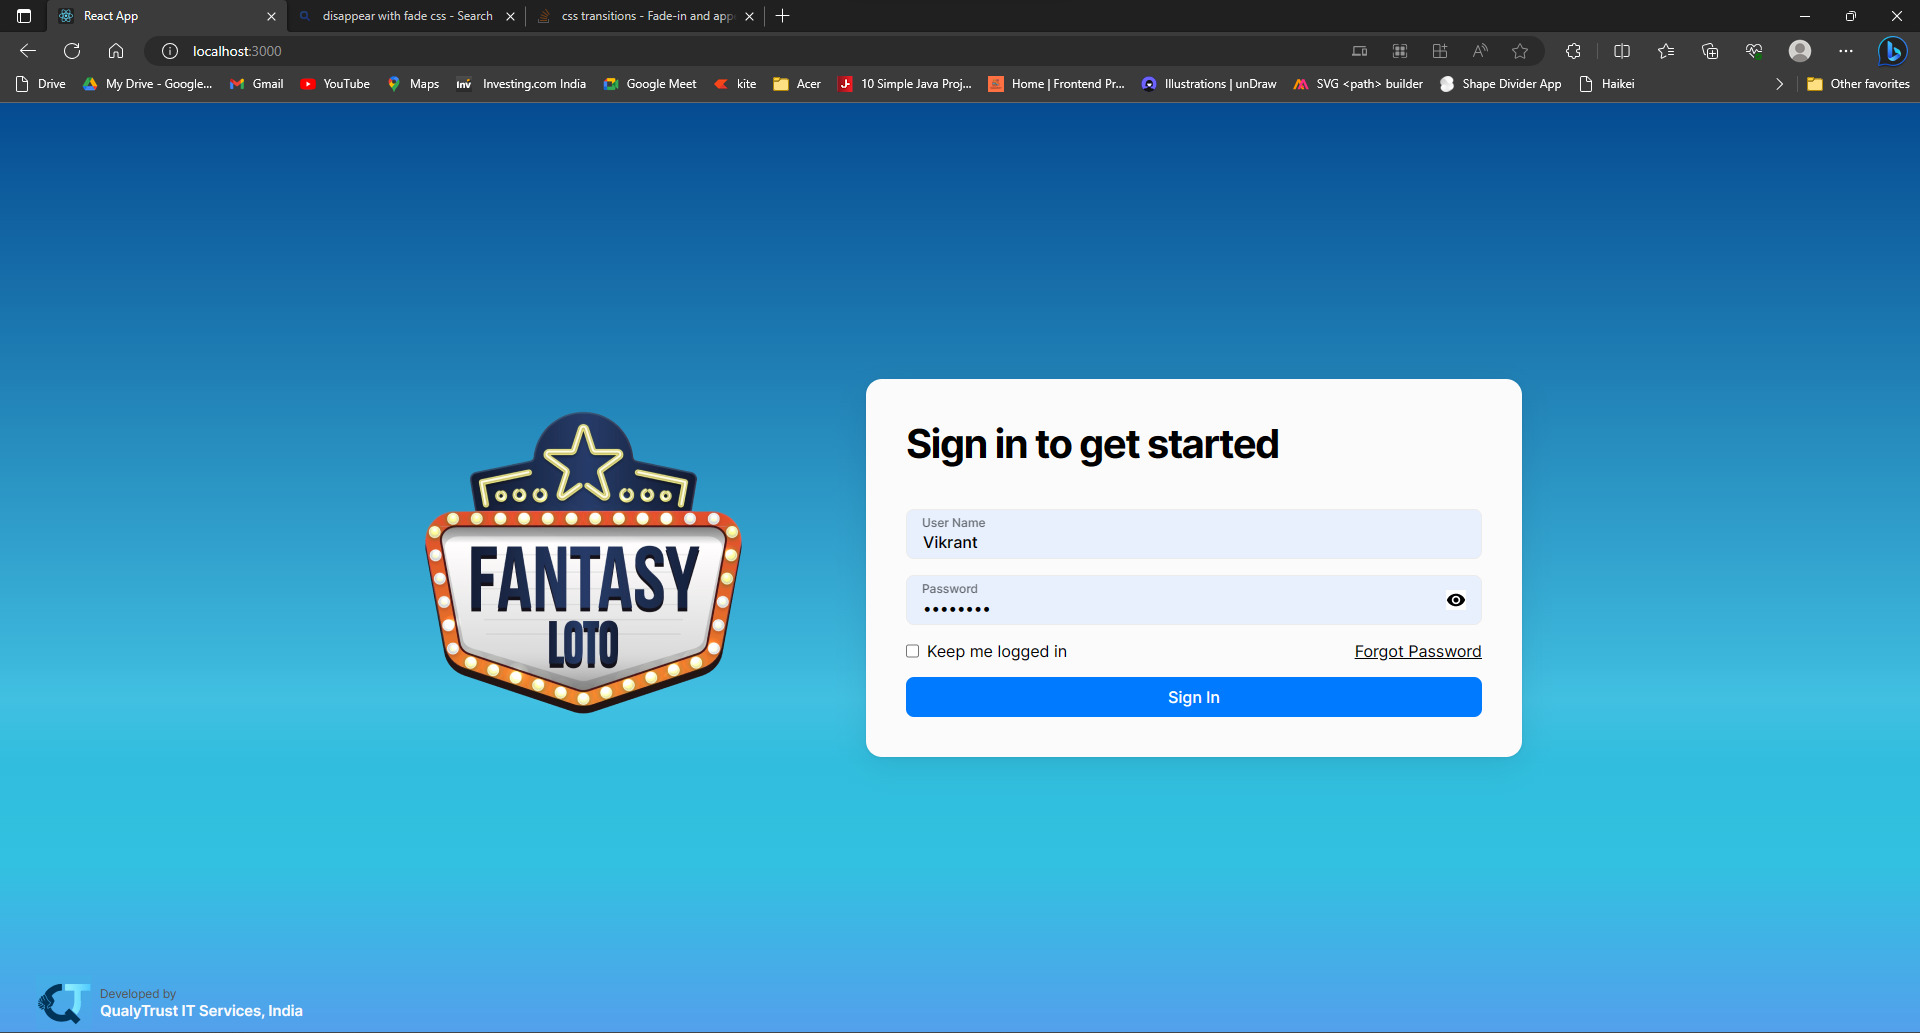 React App
disappear with fade css - Search
css transitions - Fade-in and app
localhost:3000
Drive
My Drive - Google...
Gmail
YouTube
Maps
inv Investing.com India
Google Meet
kite
Acer
10 Simple Java Proj...
Home | Frontend Pr...
Illustrations | unDraw
SVG <path> builder
Shape Divider App
Haikei
Other favorites
FANTASY
LOTO
Sign in to get started
User Name
Vikrant
Password
••••••••
Keep me logged in
Forgot Password
Sign In
QT
Developed by
QualyTrust IT Services, India